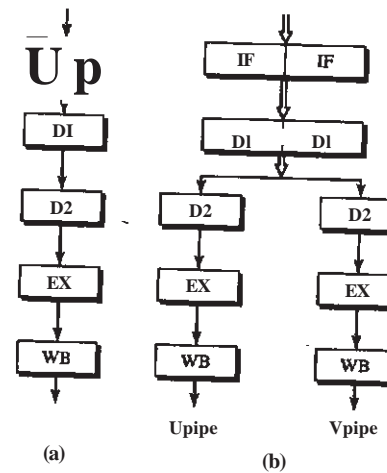 Ū p
DI
D2
EX
WB
(a)
IF IF
Dl Dl
D2 D2
EX EX
WB WB
Upipe Vpipe
(b)